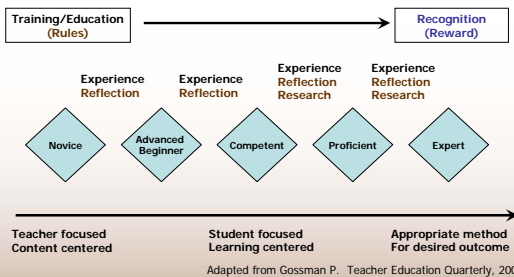 Training/Education
(Rules)
Recognition
(Reward)
Experience
Reflection
Experience
Reflection
Experience
Reflection
Research
Experience
Reflection
Research
Novice
Advanced
Beginner
Competent
Proficient
Expert
Teacher focused
Content centered
Student focused
Learning centered
Appropriate method
For desired outcome
Adapted from Gossman P. Teacher Education Quarterly,